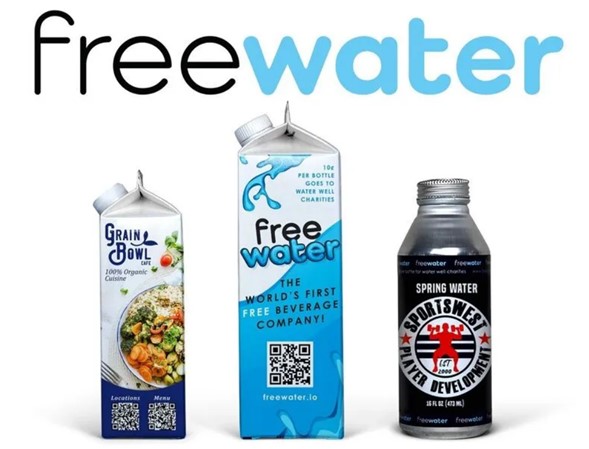 freewater
GRAIN
BOWL
CAFE
100% Organic
Cuisine
Locations Menu
10¢
PER BOTTLE
GOES TO
WATER WELL
CHARITIES
free
water
THE
WORLD'S FIRST
FREE BEVERAGE
COMPANY!
freewater.io
freewater
SPRING WATER
SPORTSWEST
EST
PLAYER DEVELOPMENT
16 FL OZ (473 ML)
freewater